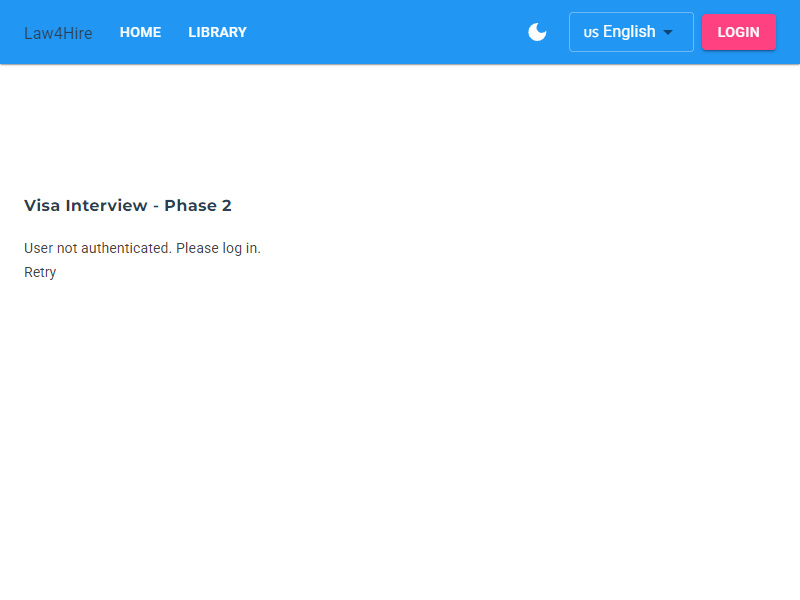 Law4Hire HOME LIBRARY US English LOGIN
Visa Interview - Phase 2
User not authenticated. Please log in.
Retry